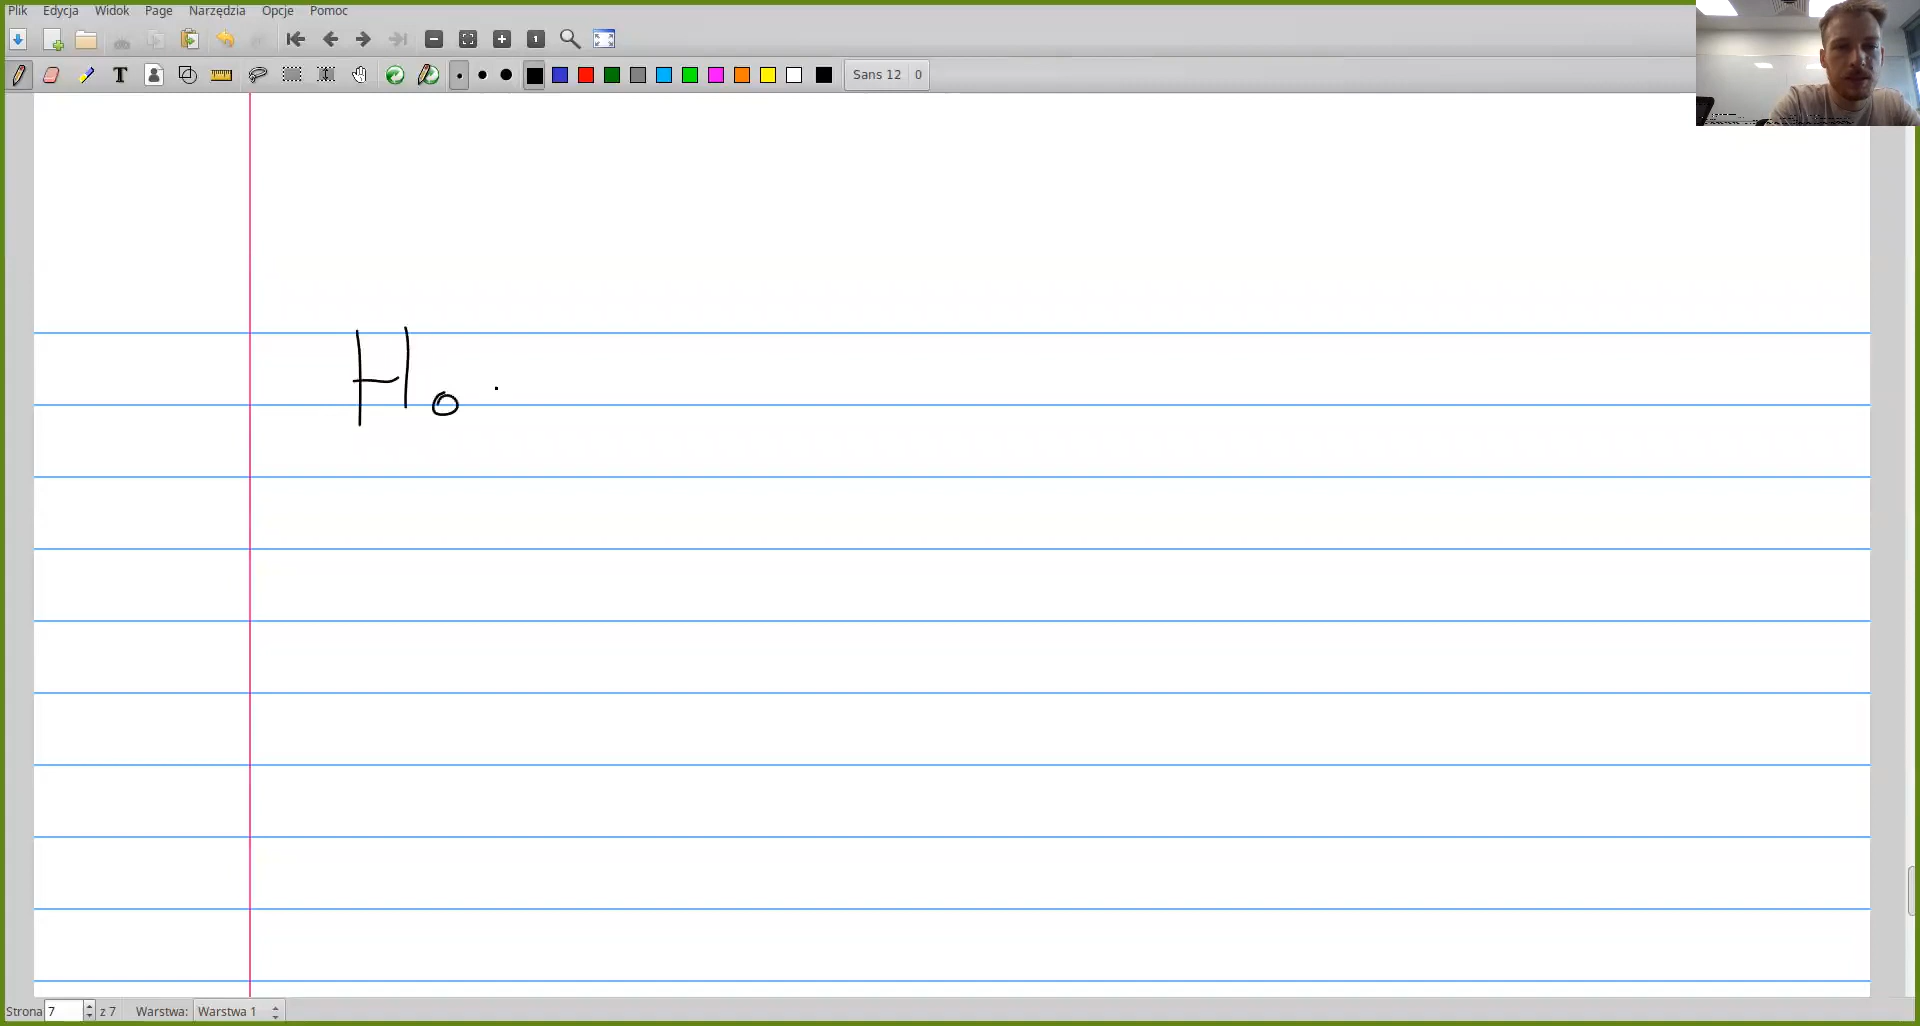 Plik Edycja Widok Page Narzędzia Opcje Pomoc
Sans 12 0
H₀
Strona 7 z 7 Warstwa: Warstwa 1